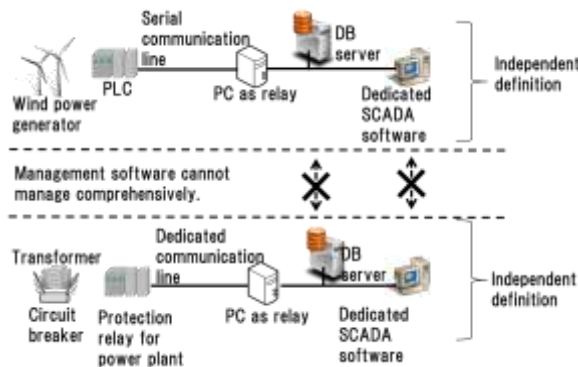 Serial
communication
line
DB
server
Independent
definition
PLC
PC as relay
Wind power
generator
Dedicated
SCADA
software
Management software cannot
manage comprehensively.
Dedicated
communication
line
DB
server
Transformer
Independent
definition
Circuit
breaker
Protection
relay for
power plant
PC as relay
Dedicated
SCADA
software